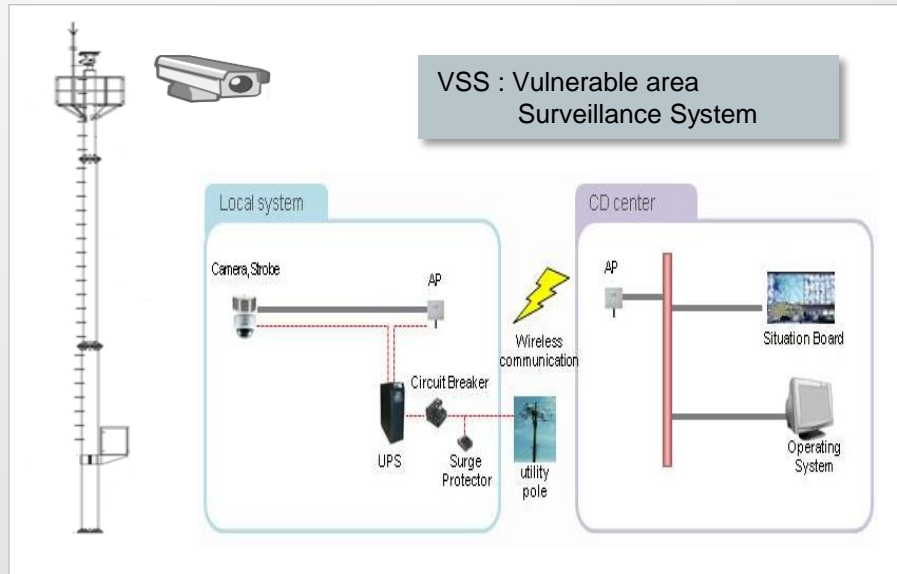 VSS : Vulnerable area
Surveillance System
Local system
CD center
Camera,Strobe
AP
AP
Wireless
communication
Situation Board
Circuit Breaker
UPS
Surge
Protector
utility
pole
Operating
System